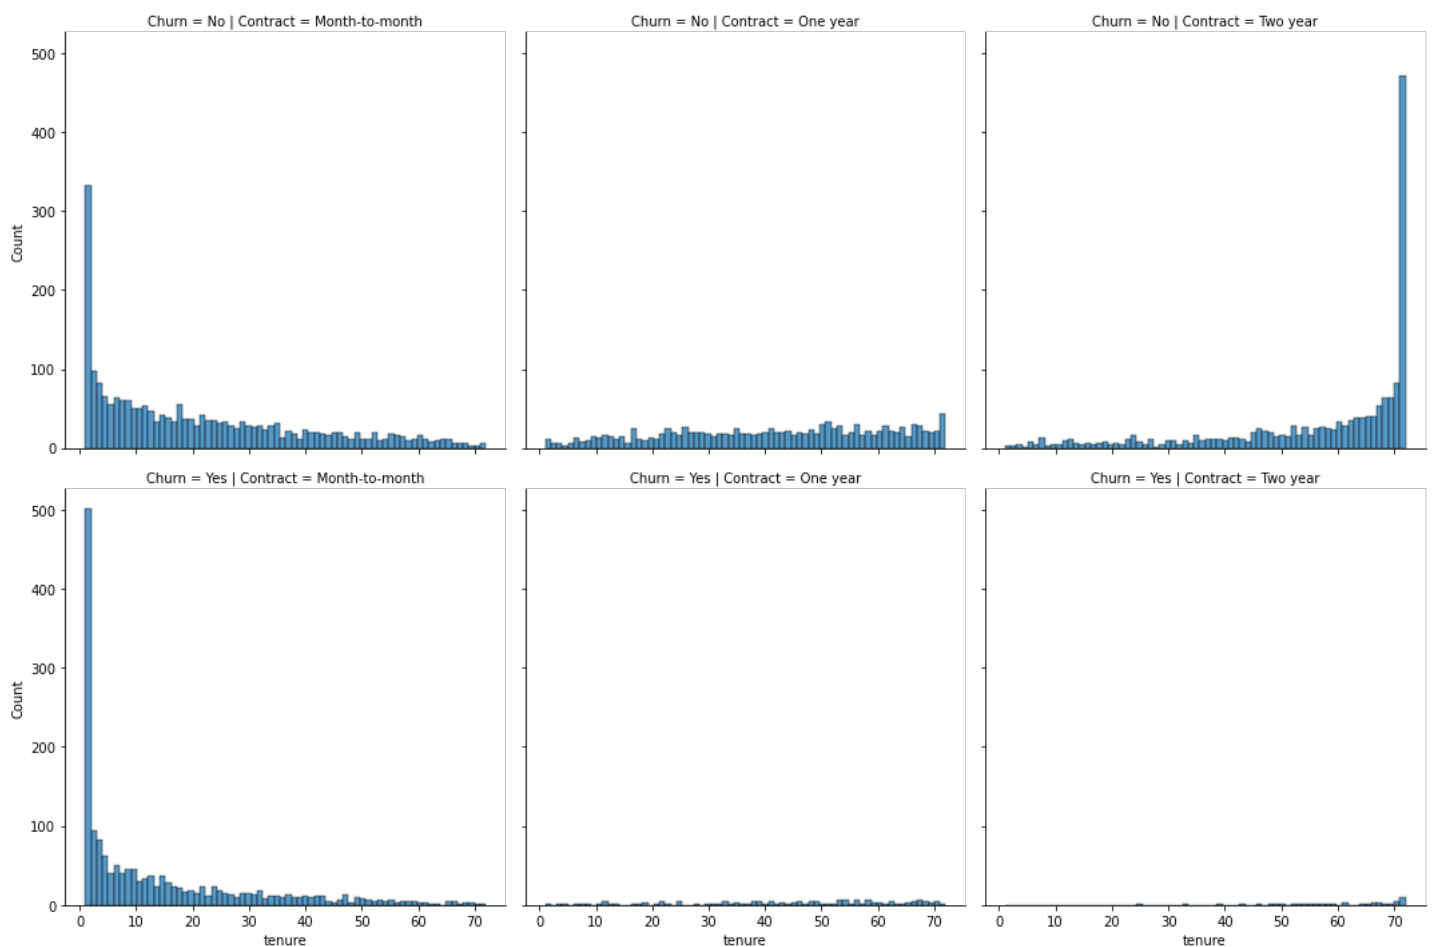 Churn = No | Contract = Month-to-month
Churn = No | Contract = One year
Churn = No | Contract = Two year
500
400
300
200
100
0
Count
Churn = Yes | Contract = Month-to-month
Churn = Yes | Contract = One year
Churn = Yes | Contract = Two year
500
400
300
200
100
0
Count
0 10 20 30 40 50 60 70
0 10 20 30 40 50 60 70
0 10 20 30 40 50 60 70
tenure
tenure
tenure